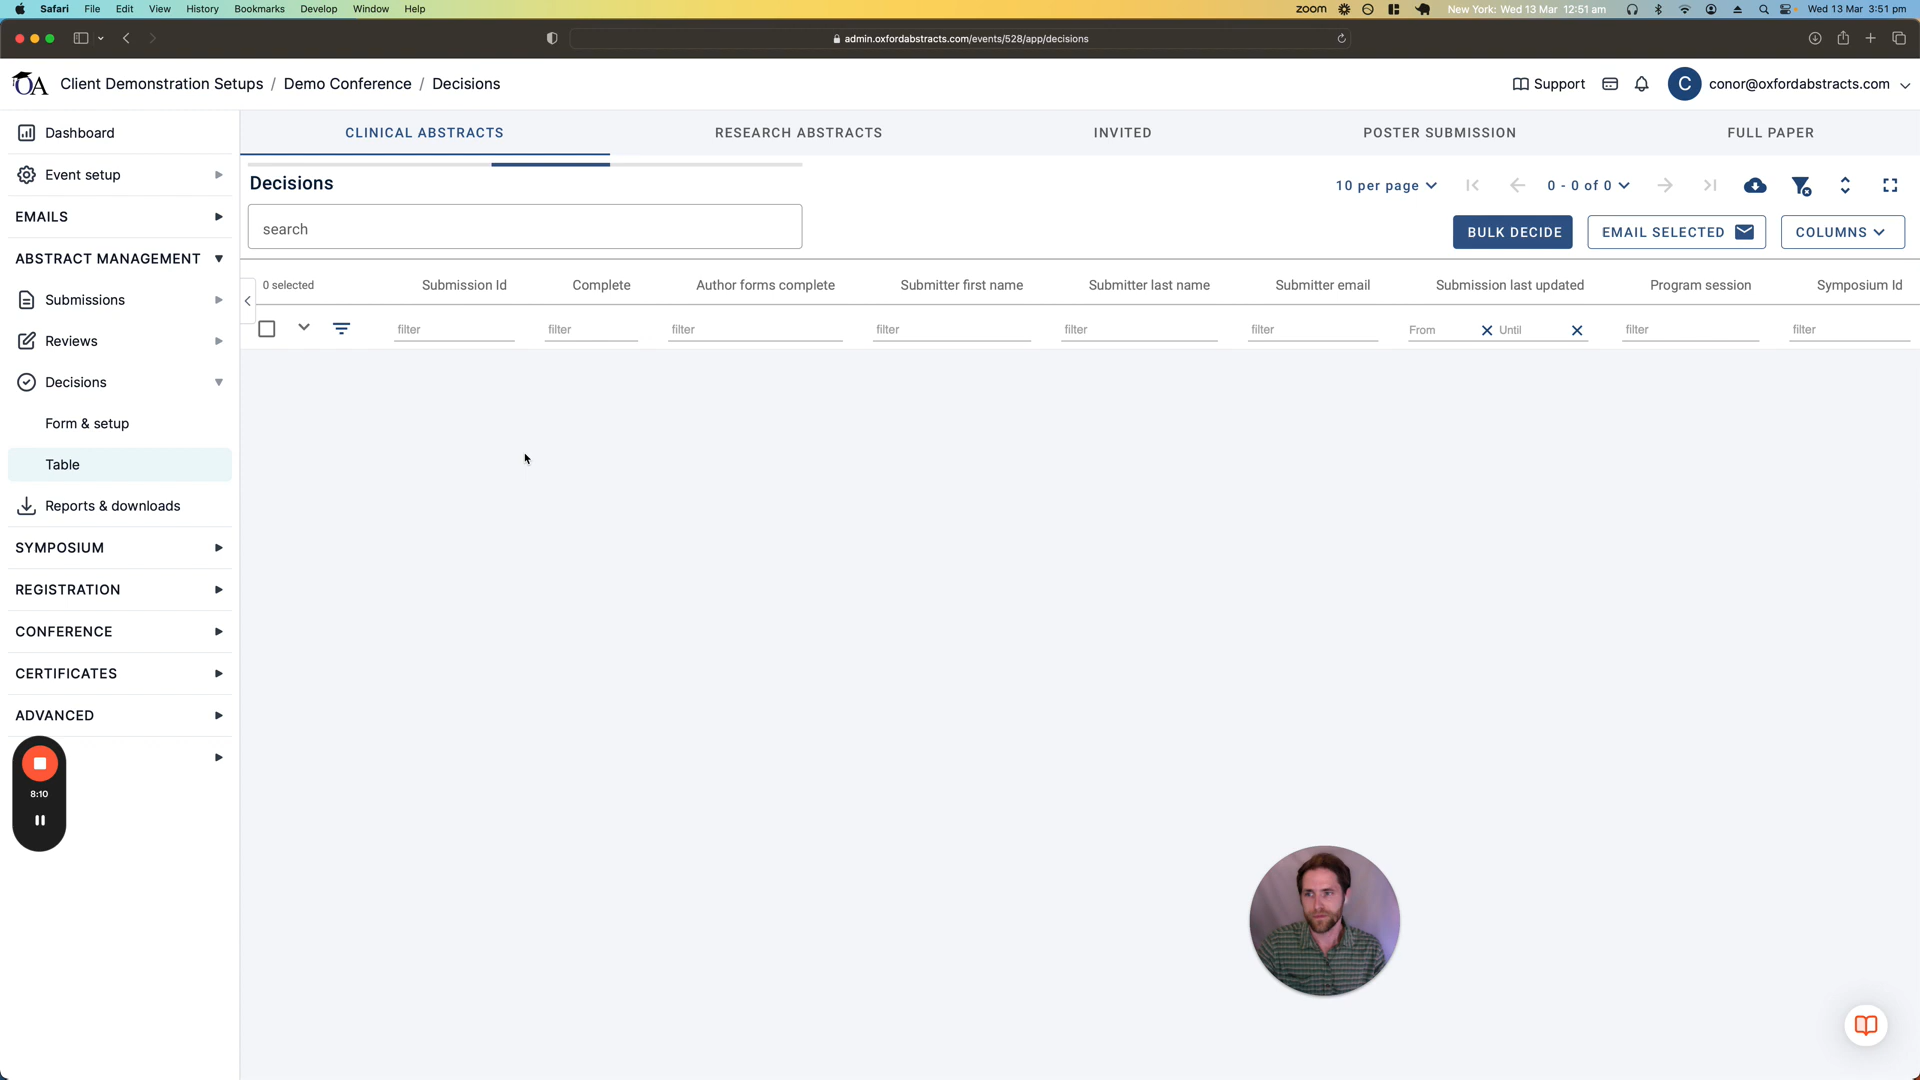 Safari File Edit View History Bookmarks Develop Window Help
zoom New York: Wed 13 Mar 12:51 am Wed 13 Mar 3:51 pm
admin.oxfordabstracts.com/events/528/app/decisions
OA Client Demonstration Setups / Demo Conference / Decisions
Support C conor@oxfordabstracts.com
Dashboard
Event setup
EMAILS
ABSTRACT MANAGEMENT
Submissions
Reviews
Decisions
Form & setup
Table
Reports & downloads
SYMPOSIUM
REGISTRATION
CONFERENCE
CERTIFICATES
ADVANCED
8:10
CLINICAL ABSTRACTS RESEARCH ABSTRACTS INVITED POSTER SUBMISSION FULL PAPER
Decisions
10 per page 0 - 0 of 0
search
BULK DECIDE EMAIL SELECTED COLUMNS
0 selected Submission Id Complete Author forms complete Submitter first name Submitter last name Submitter email Submission last updated Program session Symposium Id
filter filter filter filter filter filter From Until filter filter